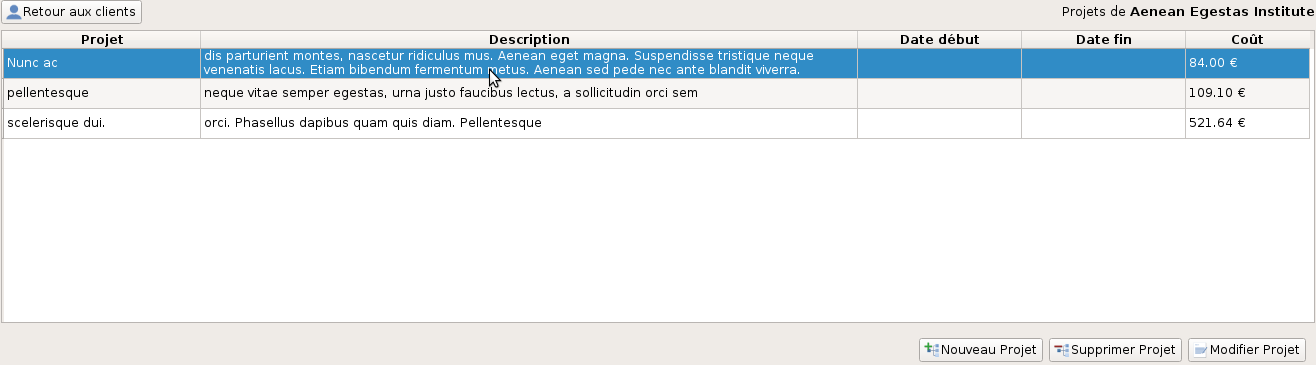 Retour aux clients
Projets de Aenean Egestas Institute
Projet Description Date début Date fin Coût
Nunc ac dis parturient montes, nascetur ridiculus mus. Aenean eget magna. Suspendisse tristique neque
venenatis lacus. Etiam bibendum fermentum metus. Aenean sed pede nec ante blandit viverra. 84.00 €
pellentesque neque vitae semper egestas, urna justo faucibus lectus, a sollicitudin orci sem 109.10 €
scelerisque dui. orci. Phasellus dapibus quam quis diam. Pellentesque 521.64 €
Nouveau Projet Supprimer Projet Modifier Projet